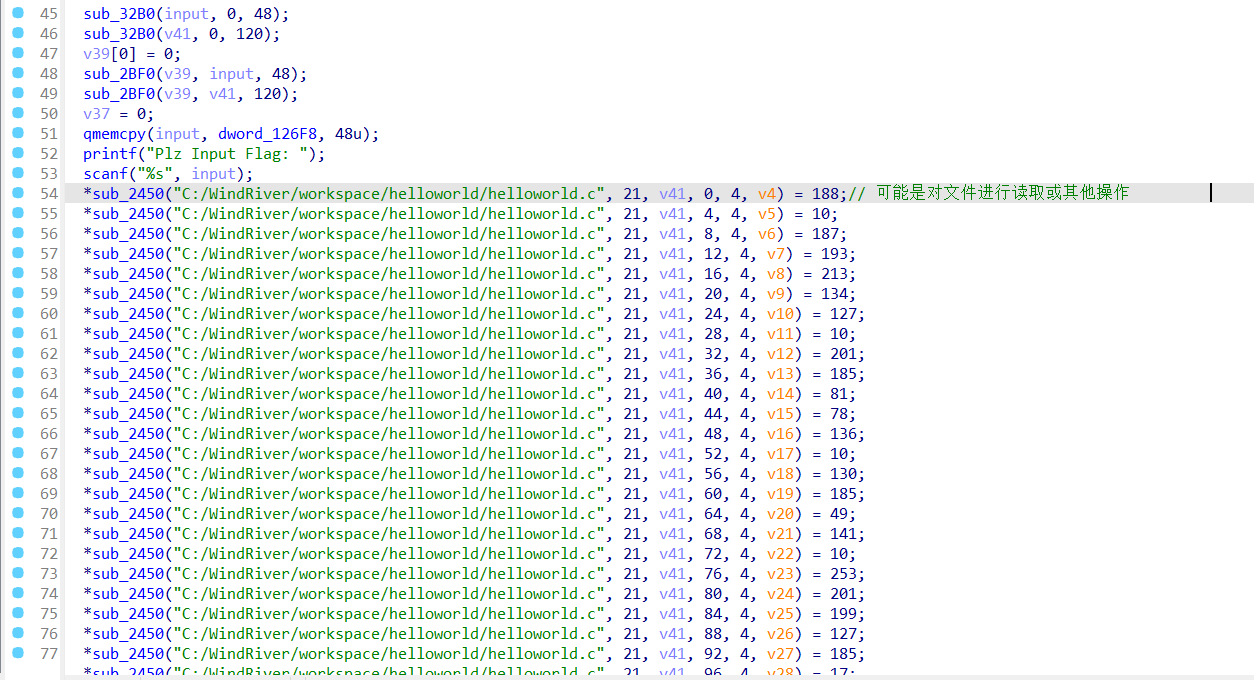 45 sub_32B0(input, 0, 48);
46 sub_32B0(v41, 0, 120);
47 v39[0] = 0;
48 sub_2BF0(v39, input, 48);
49 sub_2BF0(v39, v41, 120);
50 v37 = 0;
51 qmemcpy(input, dword_126F8, 48u);
52 printf("Plz Input Flag: ");
53 scanf("%s", input);
54 *sub_2450("C:/WindRiver/workspace/helloworld/helloworld.c", 21, v41, 0, 4, v4) = 188;// 可能是对文件进行读取或其他操作
55 *sub_2450("C:/WindRiver/workspace/helloworld/helloworld.c", 21, v41, 4, 4, v5) = 10;
56 *sub_2450("C:/WindRiver/workspace/helloworld/helloworld.c", 21, v41, 8, 4, v6) = 187;
57 *sub_2450("C:/WindRiver/workspace/helloworld/helloworld.c", 21, v41, 12, 4, v7) = 193;
58 *sub_2450("C:/WindRiver/workspace/helloworld/helloworld.c", 21, v41, 16, 4, v8) = 213;
59 *sub_2450("C:/WindRiver/workspace/helloworld/helloworld.c", 21, v41, 20, 4, v9) = 134;
60 *sub_2450("C:/WindRiver/workspace/helloworld/helloworld.c", 21, v41, 24, 4, v10) = 127;
61 *sub_2450("C:/WindRiver/workspace/helloworld/helloworld.c", 21, v41, 28, 4, v11) = 10;
62 *sub_2450("C:/WindRiver/workspace/helloworld/helloworld.c", 21, v41, 32, 4, v12) = 201;
63 *sub_2450("C:/WindRiver/workspace/helloworld/helloworld.c", 21, v41, 36, 4, v13) = 185;
64 *sub_2450("C:/WindRiver/workspace/helloworld/helloworld.c", 21, v41, 40, 4, v14) = 81;
65 *sub_2450("C:/WindRiver/workspace/helloworld/helloworld.c", 21, v41, 44, 4, v15) = 78;
66 *sub_2450("C:/WindRiver/workspace/helloworld/helloworld.c", 21, v41, 48, 4, v16) = 136;
67 *sub_2450("C:/WindRiver/workspace/helloworld/helloworld.c", 21, v41, 52, 4, v17) = 10;
68 *sub_2450("C:/WindRiver/workspace/helloworld/helloworld.c", 21, v41, 56, 4, v18) = 130;
69 *sub_2450("C:/WindRiver/workspace/helloworld/helloworld.c", 21, v41, 60, 4, v19) = 185;
70 *sub_2450("C:/WindRiver/workspace/helloworld/helloworld.c", 21, v41, 64, 4, v20) = 49;
71 *sub_2450("C:/WindRiver/workspace/helloworld/helloworld.c", 21, v41, 68, 4, v21) = 141;
72 *sub_2450("C:/WindRiver/workspace/helloworld/helloworld.c", 21, v41, 72, 4, v22) = 10;
73 *sub_2450("C:/WindRiver/workspace/helloworld/helloworld.c", 21, v41, 76, 4, v23) = 253;
74 *sub_2450("C:/WindRiver/workspace/helloworld/helloworld.c", 21, v41, 80, 4, v24) = 201;
75 *sub_2450("C:/WindRiver/workspace/helloworld/helloworld.c", 21, v41, 84, 4, v25) = 199;
76 *sub_2450("C:/WindRiver/workspace/helloworld/helloworld.c", 21, v41, 88, 4, v26) = 127;
77 *sub_2450("C:/WindRiver/workspace/helloworld/helloworld.c", 21, v41, 92, 4, v27) = 185;
*sub_2450("C:/WindRiver/workspace/helloworld/helloworld.c", 21, v41, 96, 4, v28) = 17;